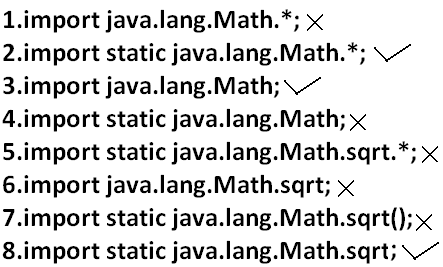 1.import java.lang.Math.*; ×
2.import static java.lang.Math.*; ✓
3.import java.lang.Math; ✓
4.import static java.lang.Math; ×
5.import static java.lang.Math.sqrt.*; ×
6.import java.lang.Math.sqrt; ×
7.import static java.lang.Math.sqrt(); ×
8.import static java.lang.Math.sqrt; ✓